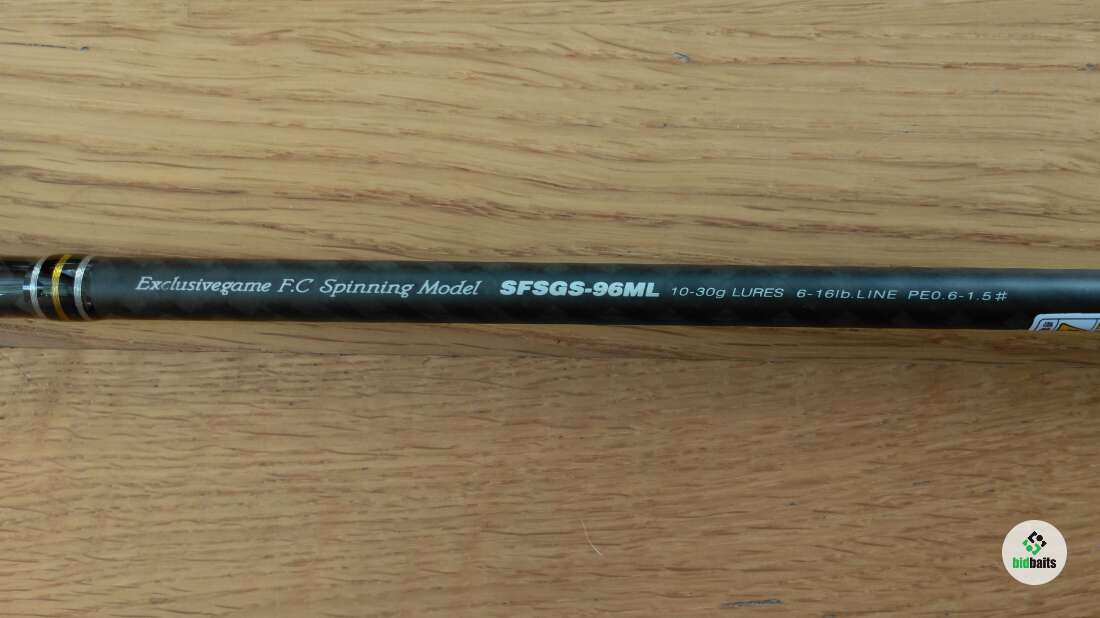 Exclusivegame F.C Spinning Model SFSGS-96ML 10-30g LURES 6-16lb.LINE PE0.6-1.5#
bidbaits